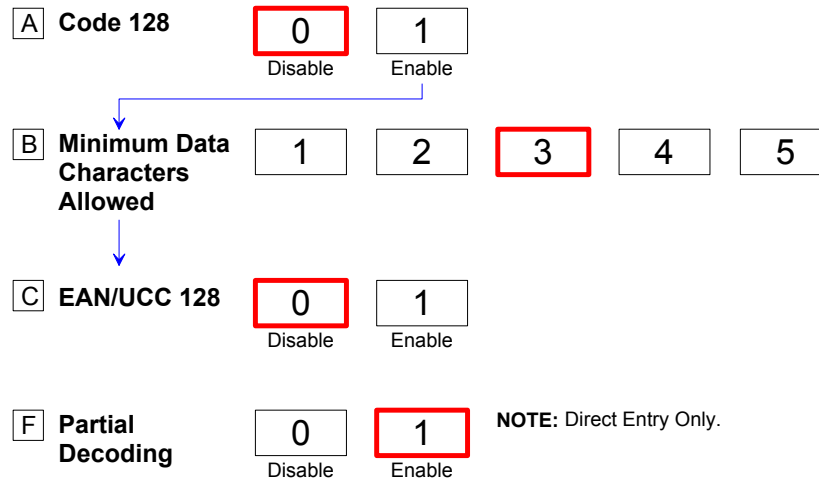 A Code 128 0 1
Disable Enable
B Minimum Data Characters Allowed 1 2 3 4 5
C EAN/UCC 128 0 1
Disable Enable
F Partial Decoding 0 1 NOTE: Direct Entry Only.
Disable Enable